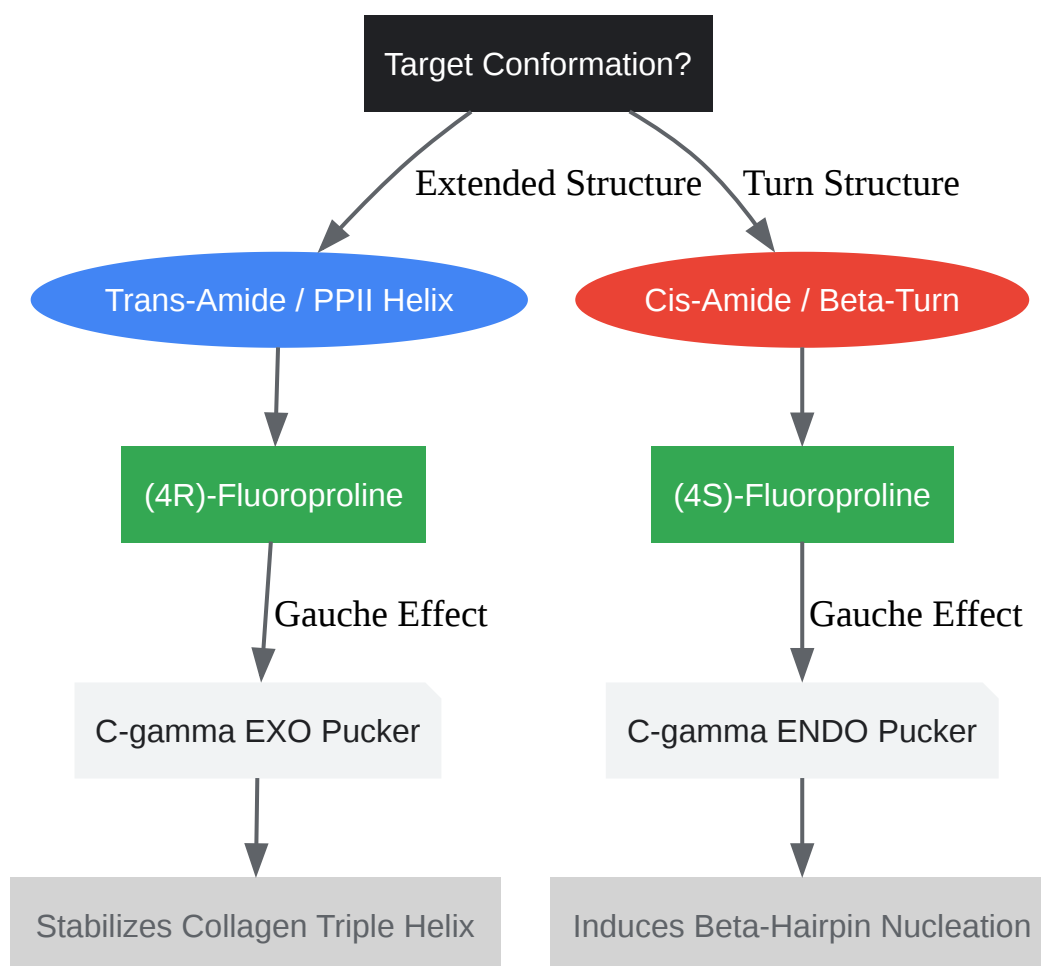 Target Conformation?
Extended Structure
Turn Structure
Trans-Amide / PPII Helix
Cis-Amide / Beta-Turn
(4R)-Fluoroproline
(4S)-Fluoroproline
Gauche Effect
Gauche Effect
C-gamma EXO Pucker
C-gamma ENDO Pucker
Stabilizes Collagen Triple Helix
Induces Beta-Hairpin Nucleation